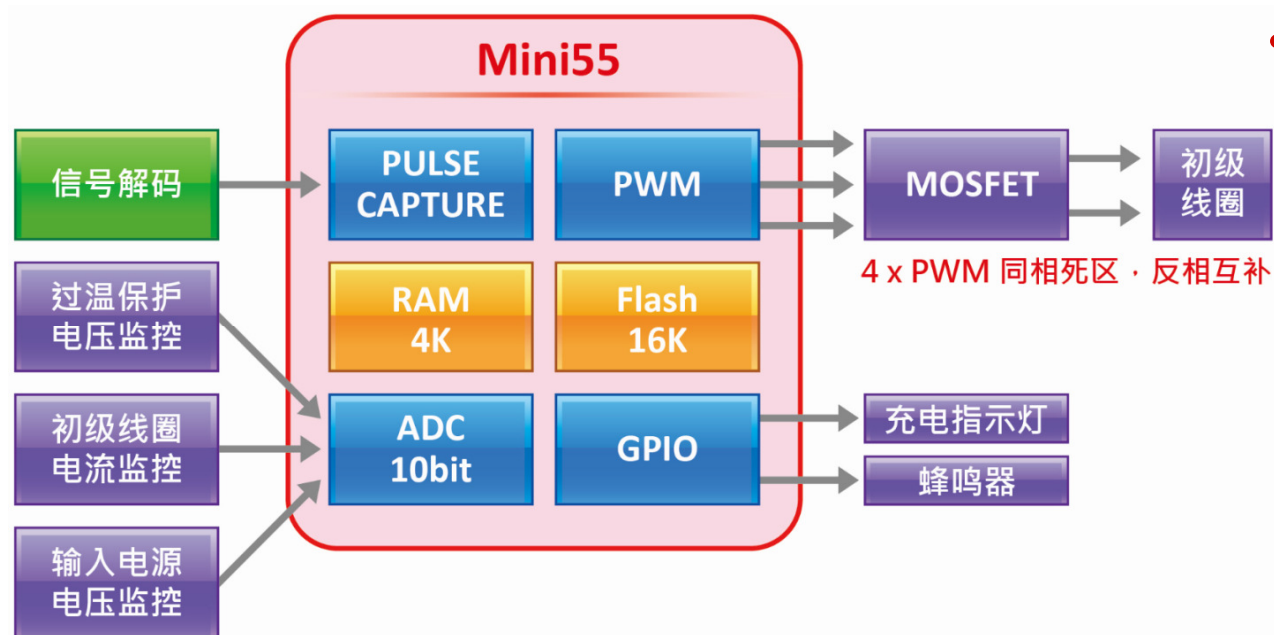 Mini55
信号解码
PULSE
CAPTURE
PWM
MOSFET
初级
线圈
4 x PWM 同相死区，反相互补
过温保护
电压监控
RAM
4K
Flash
16K
初级线圈
电流监控
ADC
10bit
GPIO
充电指示灯
蜂鸣器
输入电源
电压监控